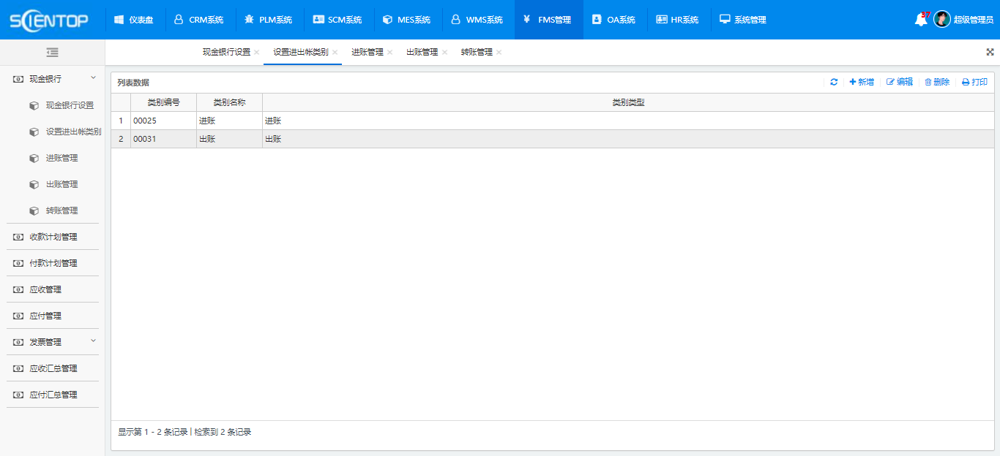 SCIENTOP 仪表盘 CRM系统 PLM系统 SCM系统 MES系统 WMS系统 ¥ FMS管理 OA系统 HR系统 系统管理 37 超级管理员
现金银行设置 × 设置进出帐类别 × 进账管理 × 出账管理 × 转账管理 ×
现金银行
现金银行设置
设置进出帐类别
进账管理
出账管理
转账管理
收款计划管理
付款计划管理
应收管理
应付管理
发票管理
应收汇总管理
应付汇总管理
列表数据 新增 编辑 删除 打印
类别编号 类别名称 类别类型
1 00025 进账 进账
2 00031 出账 出账
显示第 1 - 2 条记录 | 检索到 2 条记录